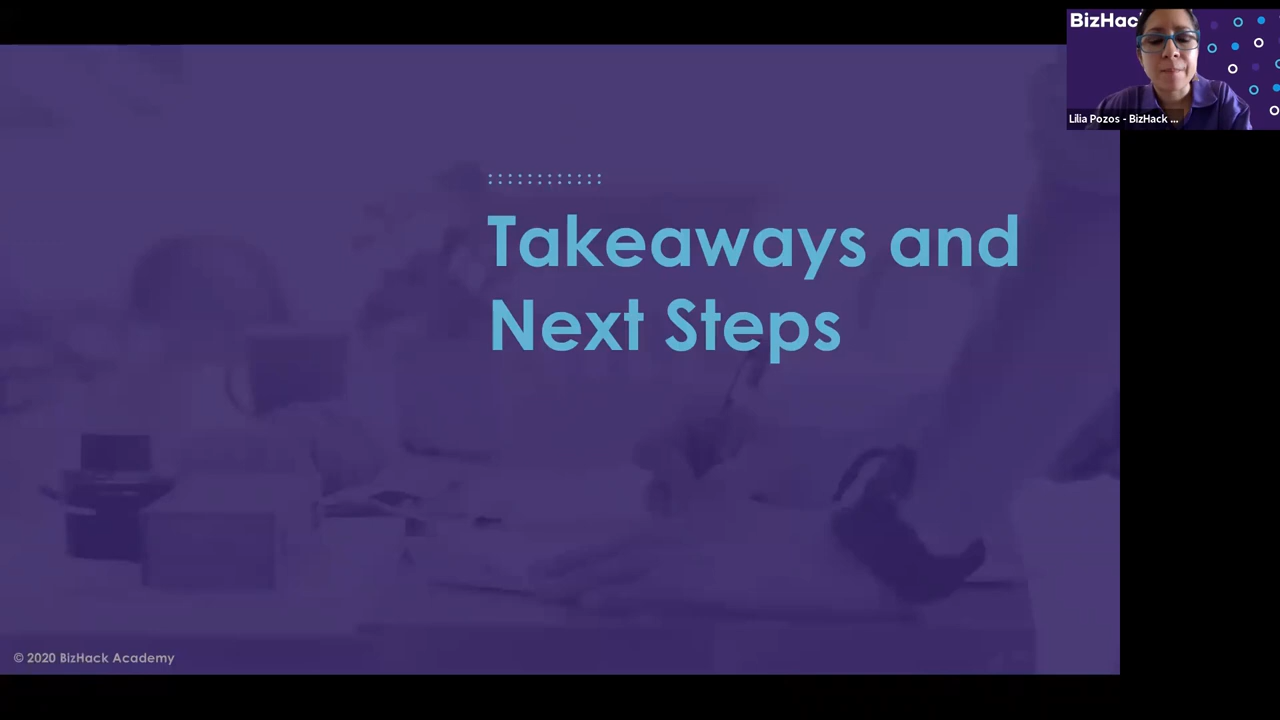 BizHac
Lilia Pozos - BizHack ...
Takeaways and
Next Steps
© 2020 BizHack Academy